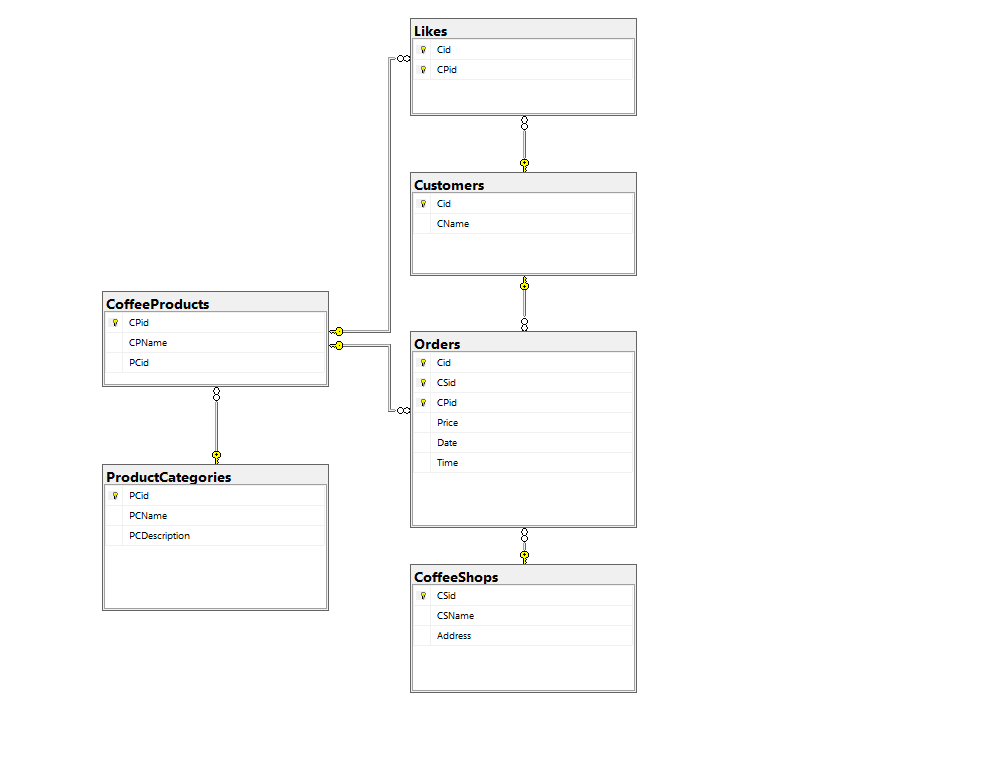 Likes
Cid
CPid
Customers
Cid
CName
CoffeeProducts
CPid
CPName
PCid
Orders
Cid
CSid
CPid
Price
Date
Time
ProductCategories
PCid
PCName
PCDescription
CoffeeShops
CSid
CSName
Address